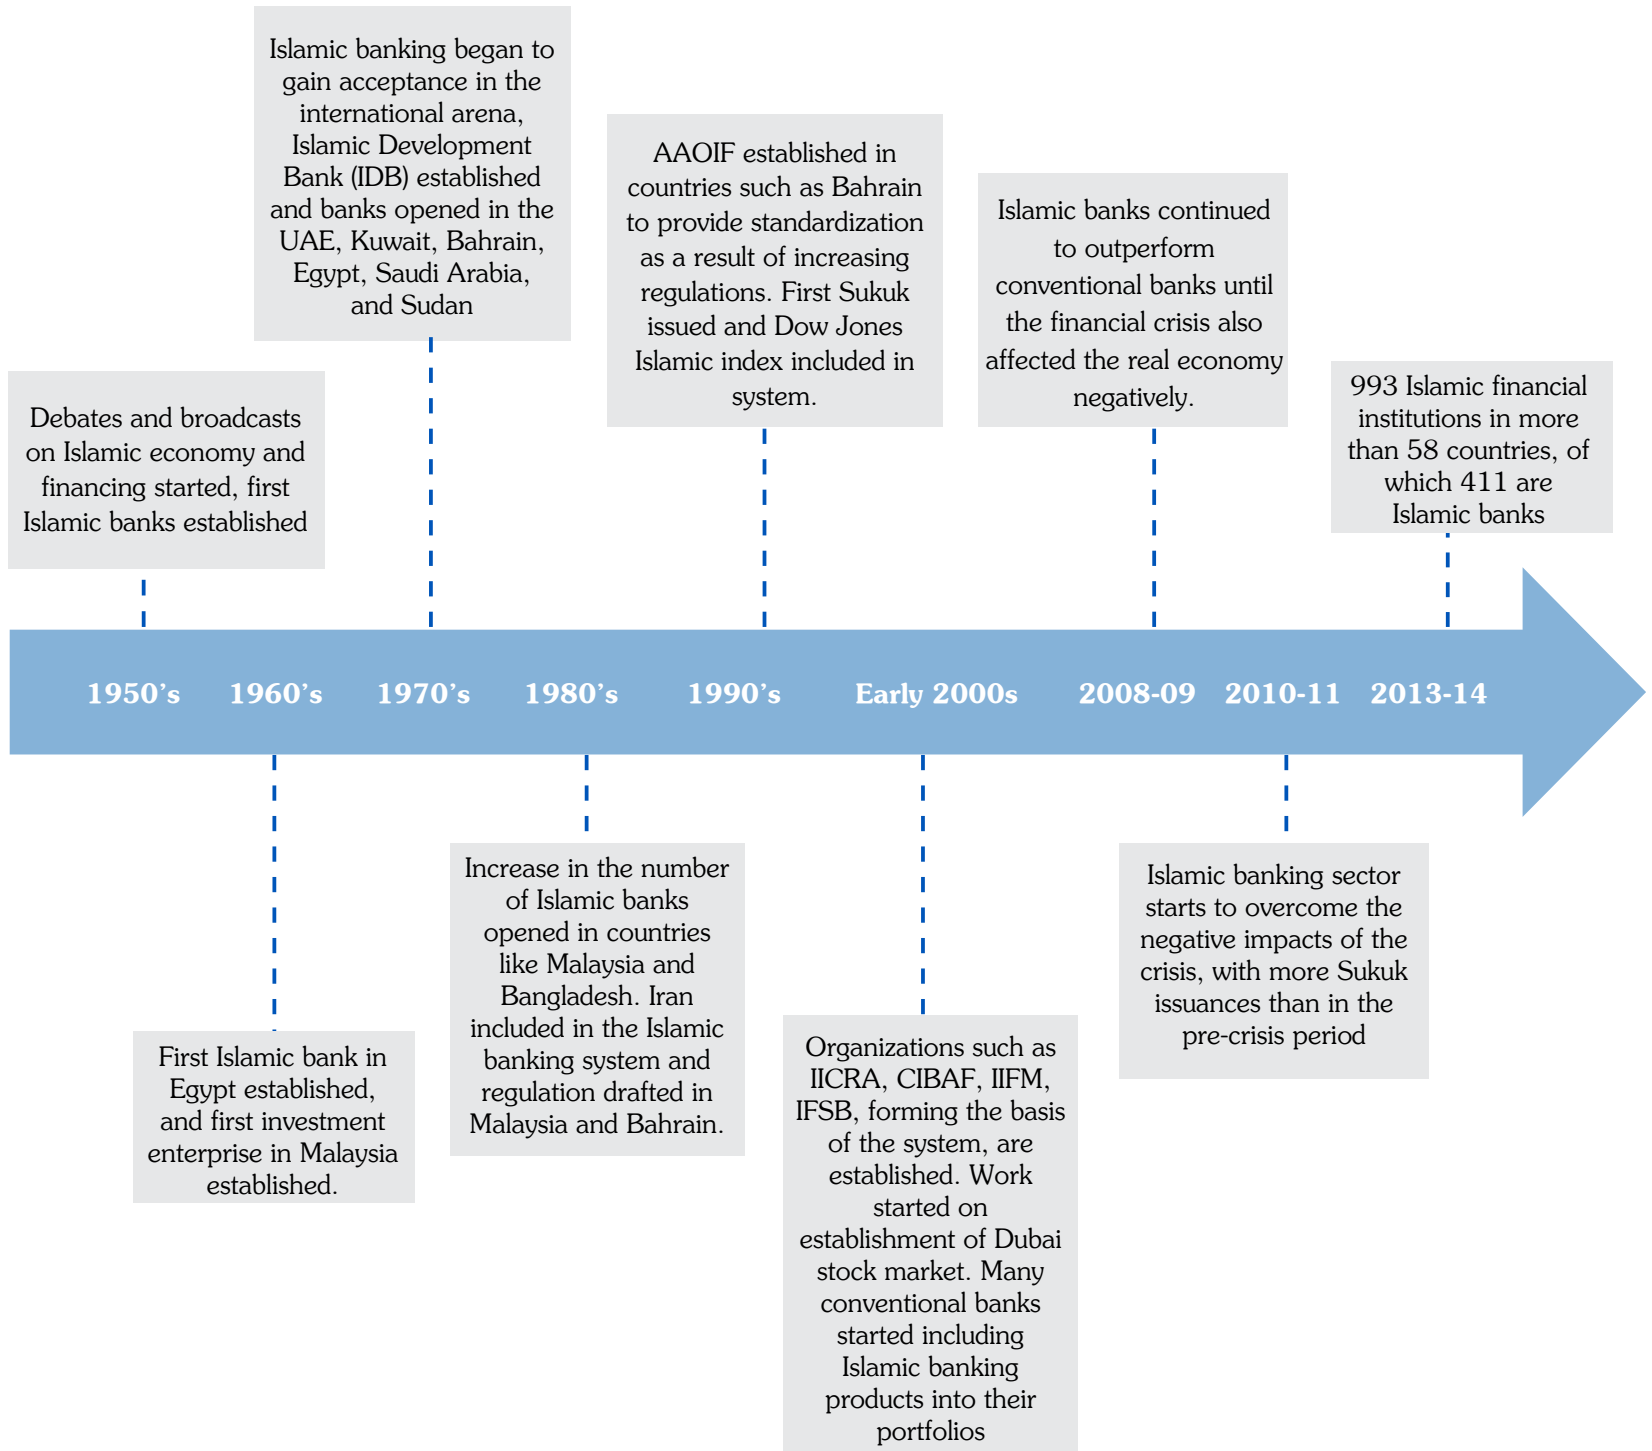 Islamic banking began to
gain acceptance in the
international arena,
Islamic Development
Bank (IDB) established
and banks opened in the
UAE, Kuwait, Bahrain,
Egypt, Saudi Arabia,
and Sudan
AAOIF established in
countries such as Bahrain
to provide standardization
as a result of increasing
regulations. First Sukuk
issued and Dow Jones
Islamic index included in
system.
Islamic banks continued
to outperform
conventional banks until
the financial crisis also
affected the real economy
negatively.
993 Islamic financial
institutions in more
than 58 countries, of
which 411 are
Islamic banks
Debates and broadcasts
on Islamic economy and
financing started, first
Islamic banks established
1950’s 1960’s 1970’s 1980’s 1990’s Early 2000s 2008-09 2010-11 2013-14
First Islamic bank in
Egypt established,
and first investment
enterprise in Malaysia
established.
Increase in the number
of Islamic banks
opened in countries
like Malaysia and
Bangladesh. Iran
included in the Islamic
banking system and
regulation drafted in
Malaysia and Bahrain.
Organizations such as
IICRA, CIBAF, IIFM,
IFSB, forming the basis
of the system, are
established. Work
started on
establishment of Dubai
stock market. Many
conventional banks
started including
Islamic banking
products into their
portfolios
Islamic banking sector
starts to overcome the
negative impacts of the
crisis, with more Sukuk
issuances than in the
pre-crisis period